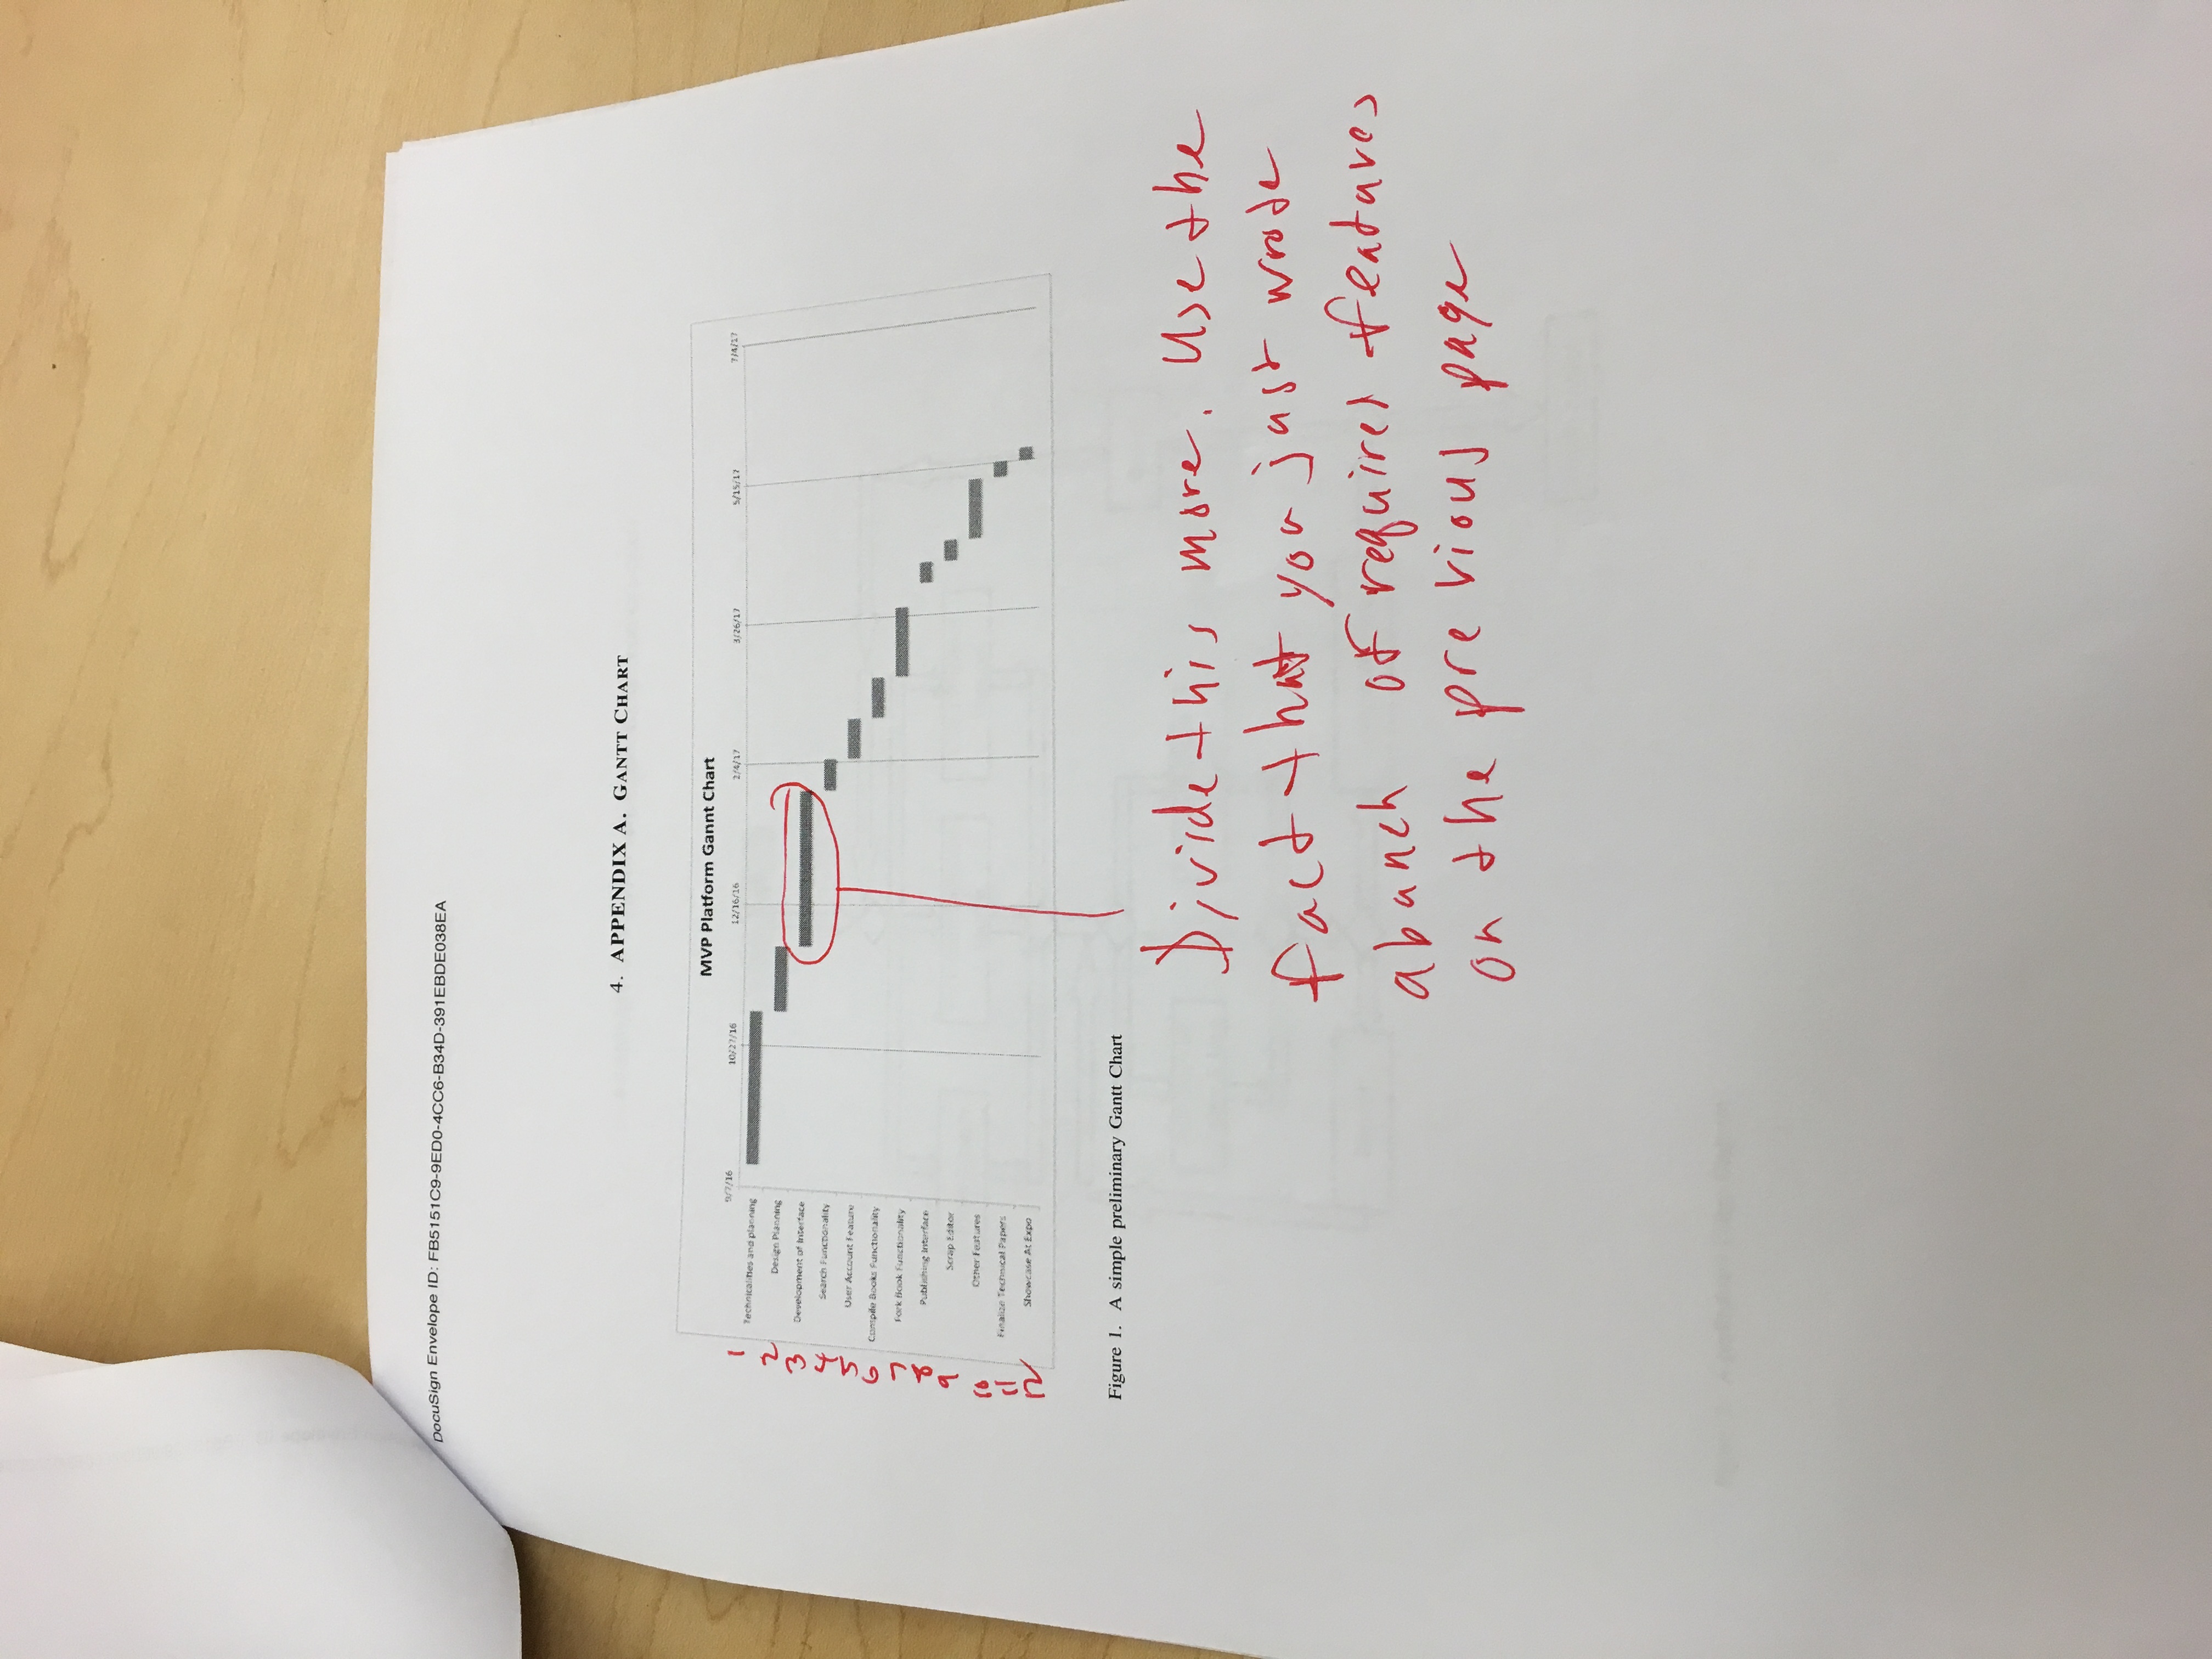 DocuSign Envelope ID: FB5151C9-9ED0-4CC6-B34D-391EBDE038EA
4. APPENDIX A. GANTT CHART
MVP Platform Gannt Chart
9/7/16 10/27/16 12/16/16 2/4/17 3/26/17 5/15/17 7/4/17
1 Technicalities and planning
2 Design Planning
3 Development of Interface
4 Search Functionality
5 User Account Feature
6 Compile Books Functionality
7 Fork Book Functionality
8 Publishing Interface
9 Scrap Editor
10 Other Features
11 Finalize Technical Papers
12 Showcase At Expo
Figure 1. A simple preliminary Gantt Chart
Divide this more. Use the
fact that you just wrote
a bunch of required features
on the previous page